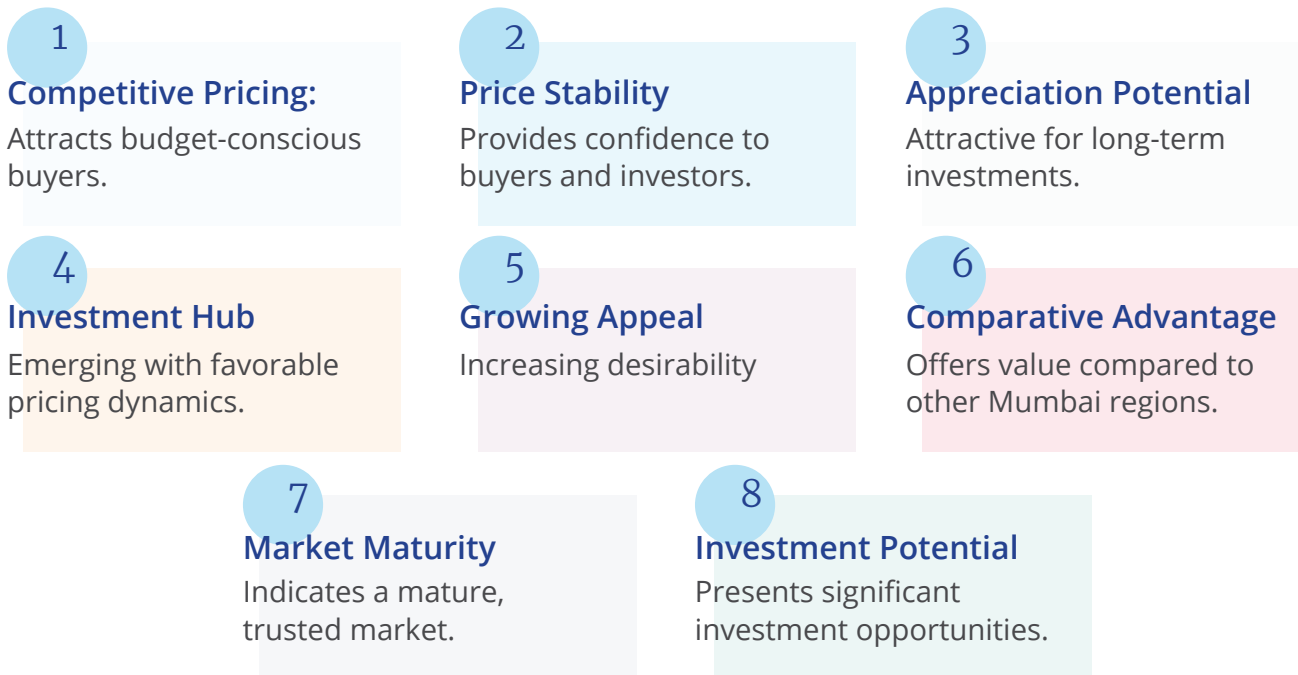 1
Competitive Pricing:
Attracts budget-conscious
buyers.
2
Price Stability
Provides confidence to
buyers and investors.
3
Appreciation Potential
Attractive for long-term
investments.
4
Investment Hub
Emerging with favorable
pricing dynamics.
5
Growing Appeal
Increasing desirability
6
Comparative Advantage
Offers value compared to
other Mumbai regions.
7
Market Maturity
Indicates a mature,
trusted market.
8
Investment Potential
Presents significant
investment opportunities.